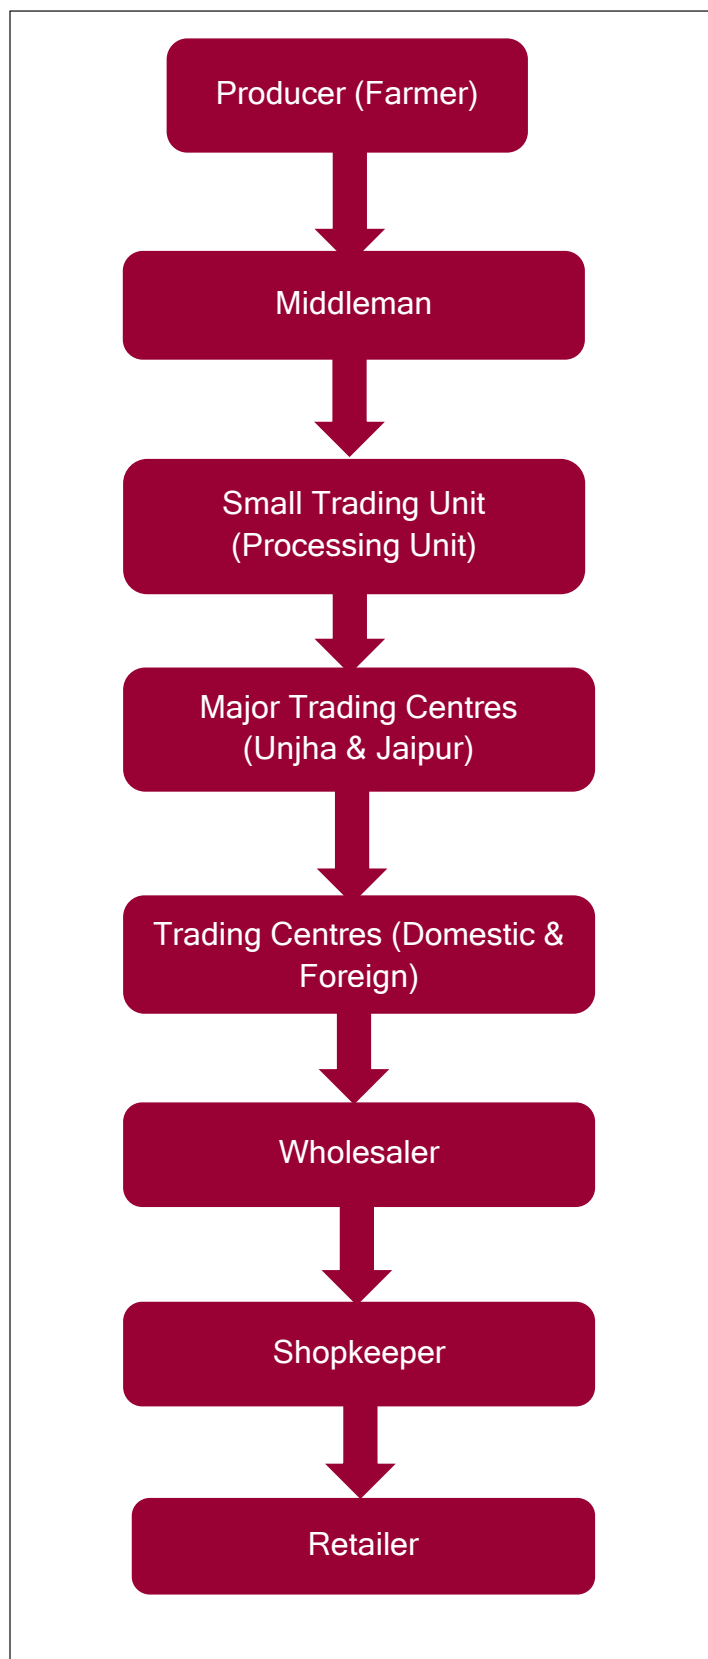 Producer (Farmer)
Middleman
Small Trading Unit
(Processing Unit)
Major Trading Centres
(Unjha & Jaipur)
Trading Centres (Domestic &
Foreign)
Wholesaler
Shopkeeper
Retailer